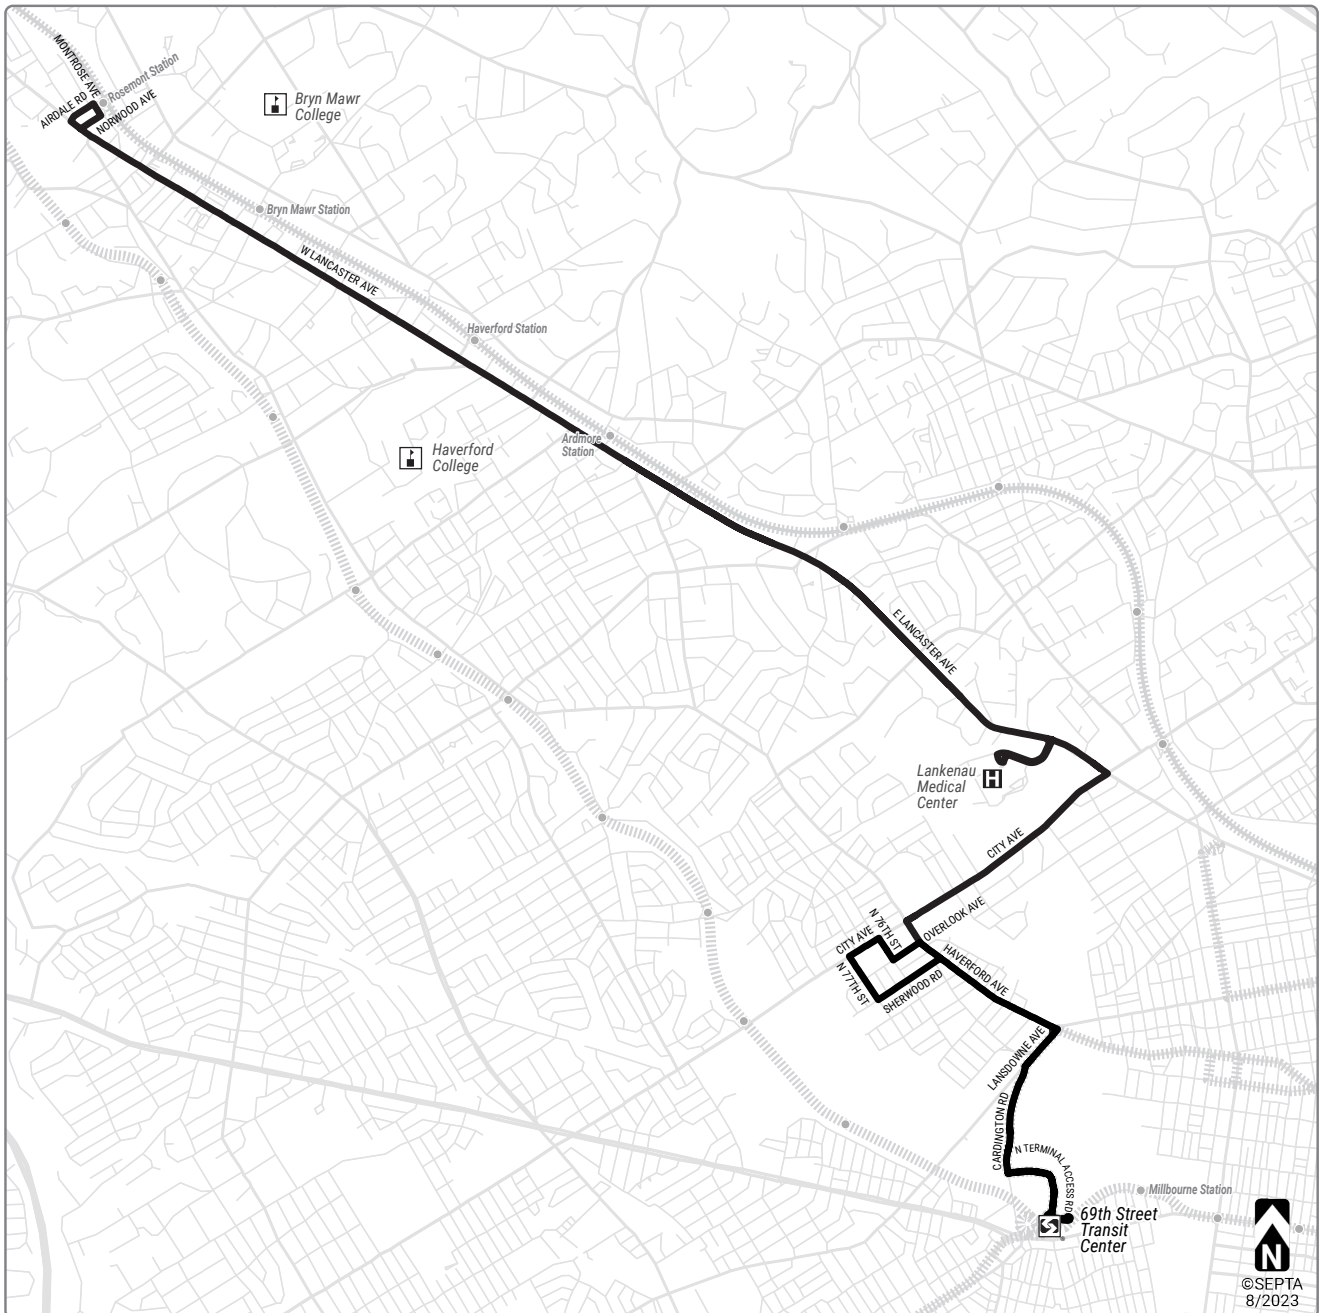 MONTROSE AVE
Rosemont Station
AIRDALE RD
NORWOOD AVE
Bryn Mawr
College
Bryn Mawr Station
W LANCASTER AVE
Haverford Station
Ardmore
Station
Haverford
College
E LANCASTER AVE
Lankenau
Medical
Center
H
CITY AVE
OVERLOOK AVE
N 76TH ST
CITY AVE
N 77TH ST
SHERWOOD RD
HAVERFORD AVE
LANSDOWNE AVE
CARDINGTON RD
N TERMINAL ACCESS RD
Millbourne Station
69th Street
Transit
Center
N
©SEPTA
8/2023